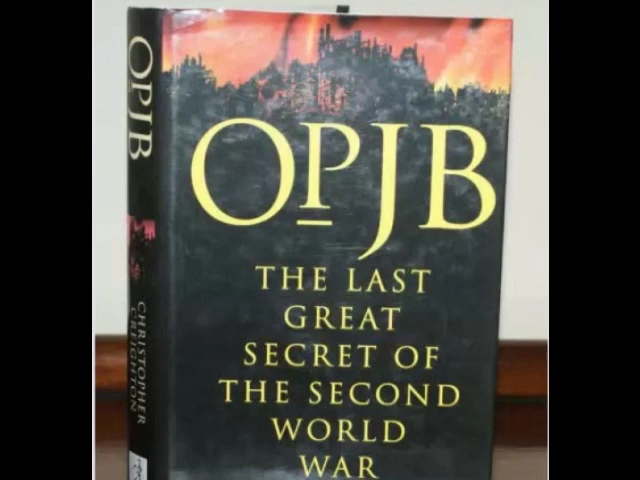 OPJB
THE LAST
GREAT
SECRET OF
THE SECOND
WORLD
WAR
OPJB
CHRISTOPHER
CREIGHTON